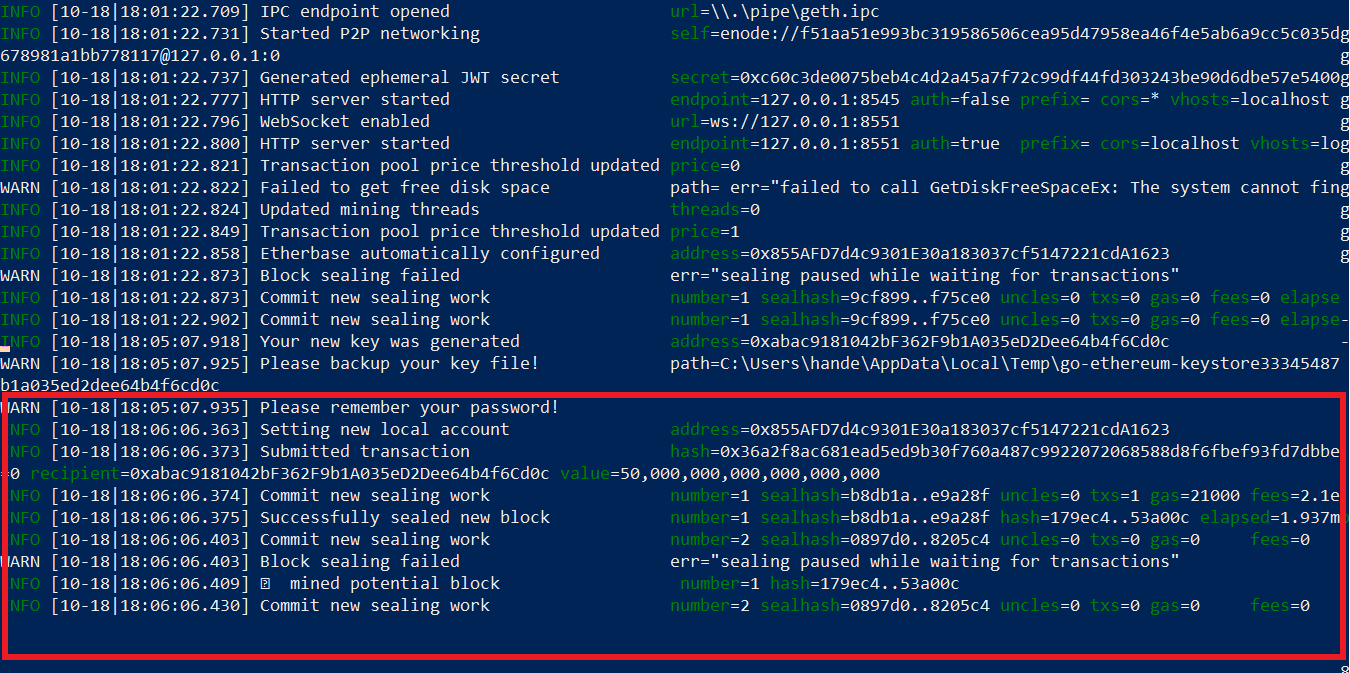 INFO [10-18|18:01:22.709] IPC endpoint opened                      url=\\.\pipe\geth.ipc
INFO [10-18|18:01:22.731] Started P2P networking                   self=enode://f51aa51e993bc319586506cea95d47958ea46f4e5ab6a9cc5c035dg
678981a1bb778117@127.0.0.1:0 g
INFO [10-18|18:01:22.737] Generated ephemeral JWT secret           secret=0xc60c3de0075beb4c4d2a45a7f72c99df44fd303243be90d6dbe57e5400g
INFO [10-18|18:01:22.777] HTTP server started                      endpoint=127.0.0.1:8545 auth=false prefix= cors=* vhosts=localhost g
INFO [10-18|18:01:22.796] WebSocket enabled                        url=ws://127.0.0.1:8551 g
INFO [10-18|18:01:22.800] HTTP server started                      endpoint=127.0.0.1:8551 auth=true  prefix= cors=localhost vhosts=log
INFO [10-18|18:01:22.821] Transaction pool price threshold updated price=0 g
WARN [10-18|18:01:22.822] Failed to get free disk space            path= err="failed to call GetDiskFreeSpaceEx: The system cannot fing
INFO [10-18|18:01:22.824] Updated mining threads                   threads=0 g
INFO [10-18|18:01:22.849] Transaction pool price threshold updated price=1 g
INFO [10-18|18:01:22.858] Etherbase automatically configured       address=0x855AFD7d4c9301E30a183037cf5147221cdA1623 g
WARN [10-18|18:01:22.873] Block sealing failed                     err="sealing paused while waiting for transactions"
INFO [10-18|18:01:22.873] Commit new sealing work                  number=1 sealhash=9cf899..f75ce0 uncles=0 txs=0 gas=0 fees=0 elapse
INFO [10-18|18:01:22.902] Commit new sealing work                  number=1 sealhash=9cf899..f75ce0 uncles=0 txs=0 gas=0 fees=0 elapse-
INFO [10-18|18:05:07.918] Your new key was generated               address=0xabac9181042bF362F9b1A035eD2Dee64b4f6Cd0c -
WARN [10-18|18:05:07.925] Please backup your key file!             path=C:\Users\hande\AppData\Local\Temp\go-ethereum-keystore33345487
b1a035ed2dee64b4f6cd0c
WARN [10-18|18:05:07.935] Please remember your password!
INFO [10-18|18:06:06.363] Setting new local account                address=0x855AFD7d4c9301E30a183037cf5147221cdA1623
INFO [10-18|18:06:06.373] Submitted transaction                    hash=0x36a2f8ac681ead5ed9b30f760a487c9922072068588d8f6fbef93fd7dbbe
=0 recipient=0xabac9181042bF362F9b1A035eD2Dee64b4f6Cd0c value=50,000,000,000,000,000,000
INFO [10-18|18:06:06.374] Commit new sealing work                  number=1 sealhash=b8db1a..e9a28f uncles=0 txs=1 gas=21000 fees=2.1e
INFO [10-18|18:06:06.375] Successfully sealed new block            number=1 sealhash=b8db1a..e9a28f hash=179ec4..53a00c elapsed=1.937m
INFO [10-18|18:06:06.403] Commit new sealing work                  number=2 sealhash=0897d0..8205c4 uncles=0 txs=0 gas=0     fees=0
WARN [10-18|18:06:06.403] Block sealing failed                     err="sealing paused while waiting for transactions"
INFO [10-18|18:06:06.409] mined potential block                  number=1 hash=179ec4..53a00c
INFO [10-18|18:06:06.430] Commit new sealing work                  number=2 sealhash=0897d0..8205c4 uncles=0 txs=0 gas=0     fees=0